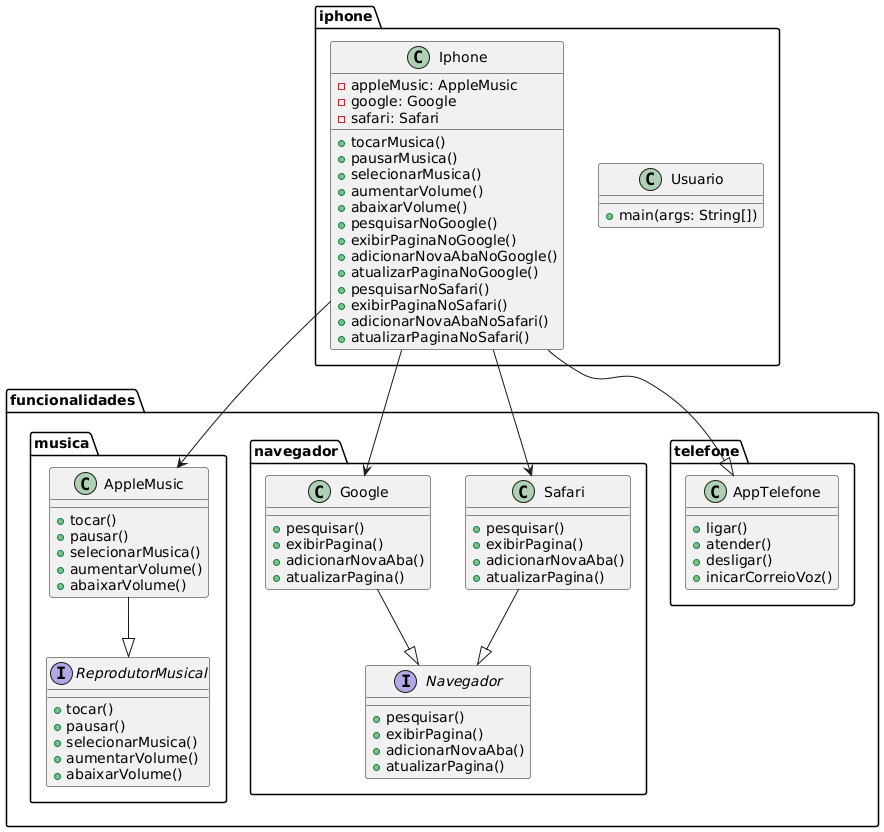 iphone
C Iphone
appleMusic: AppleMusic
google: Google
safari: Safari
tocarMusica()
pausarMusica()
selecionarMusica()
aumentarVolume()
abaixarVolume()
pesquisarNoGoogle()
exibirPaginaNoGoogle()
adicionarNovaAbaNoGoogle()
atualizarPaginaNoGoogle()
pesquisarNoSafari()
exibirPaginaNoSafari()
adicionarNovaAbaNoSafari()
atualizarPaginaNoSafari()
C Usuario
main(args: String[])
funcionalidades
musica
C AppleMusic
tocar()
pausar()
selecionarMusica()
aumentarVolume()
abaixarVolume()
I ReprodutorMusical
tocar()
pausar()
selecionarMusica()
aumentarVolume()
abaixarVolume()
navegador
C Google
pesquisar()
exibirPagina()
adicionarNovaAba()
atualizarPagina()
C Safari
pesquisar()
exibirPagina()
adicionarNovaAba()
atualizarPagina()
I Navegador
pesquisar()
exibirPagina()
adicionarNovaAba()
atualizarPagina()
telefone
C AppTelefone
ligar()
atender()
desligar()
inicarCorreioVoz()